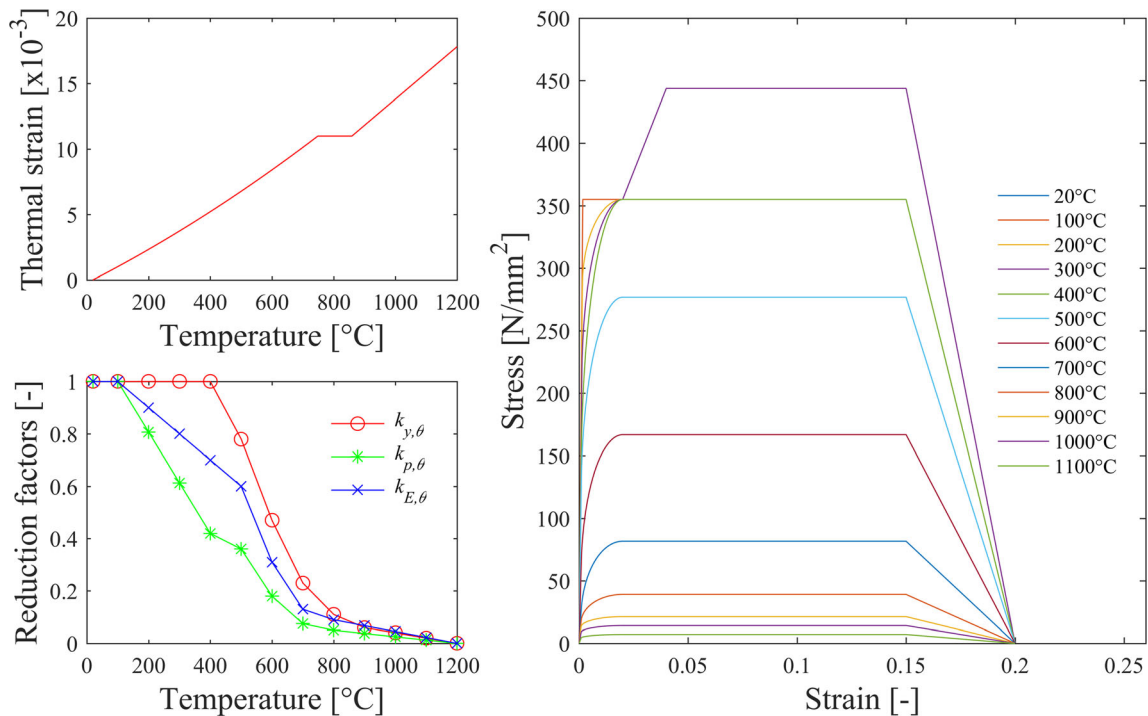 Thermal strain [x10^-3]
20
15
10
5
0
0 200 400 600 800 1000 1200
Temperature [°C]
Reduction factors [-]
1
0.8
0.6
0.4
0.2
0
k_y,θ
k_p,θ
k_E,θ
0 200 400 600 800 1000 1200
Temperature [°C]
Stress [N/mm²]
500
450
400
350
300
250
200
150
100
50
0
20°C
100°C
200°C
300°C
400°C
500°C
600°C
700°C
800°C
900°C
1000°C
1100°C
0 0.05 0.1 0.15 0.2 0.25
Strain [-]